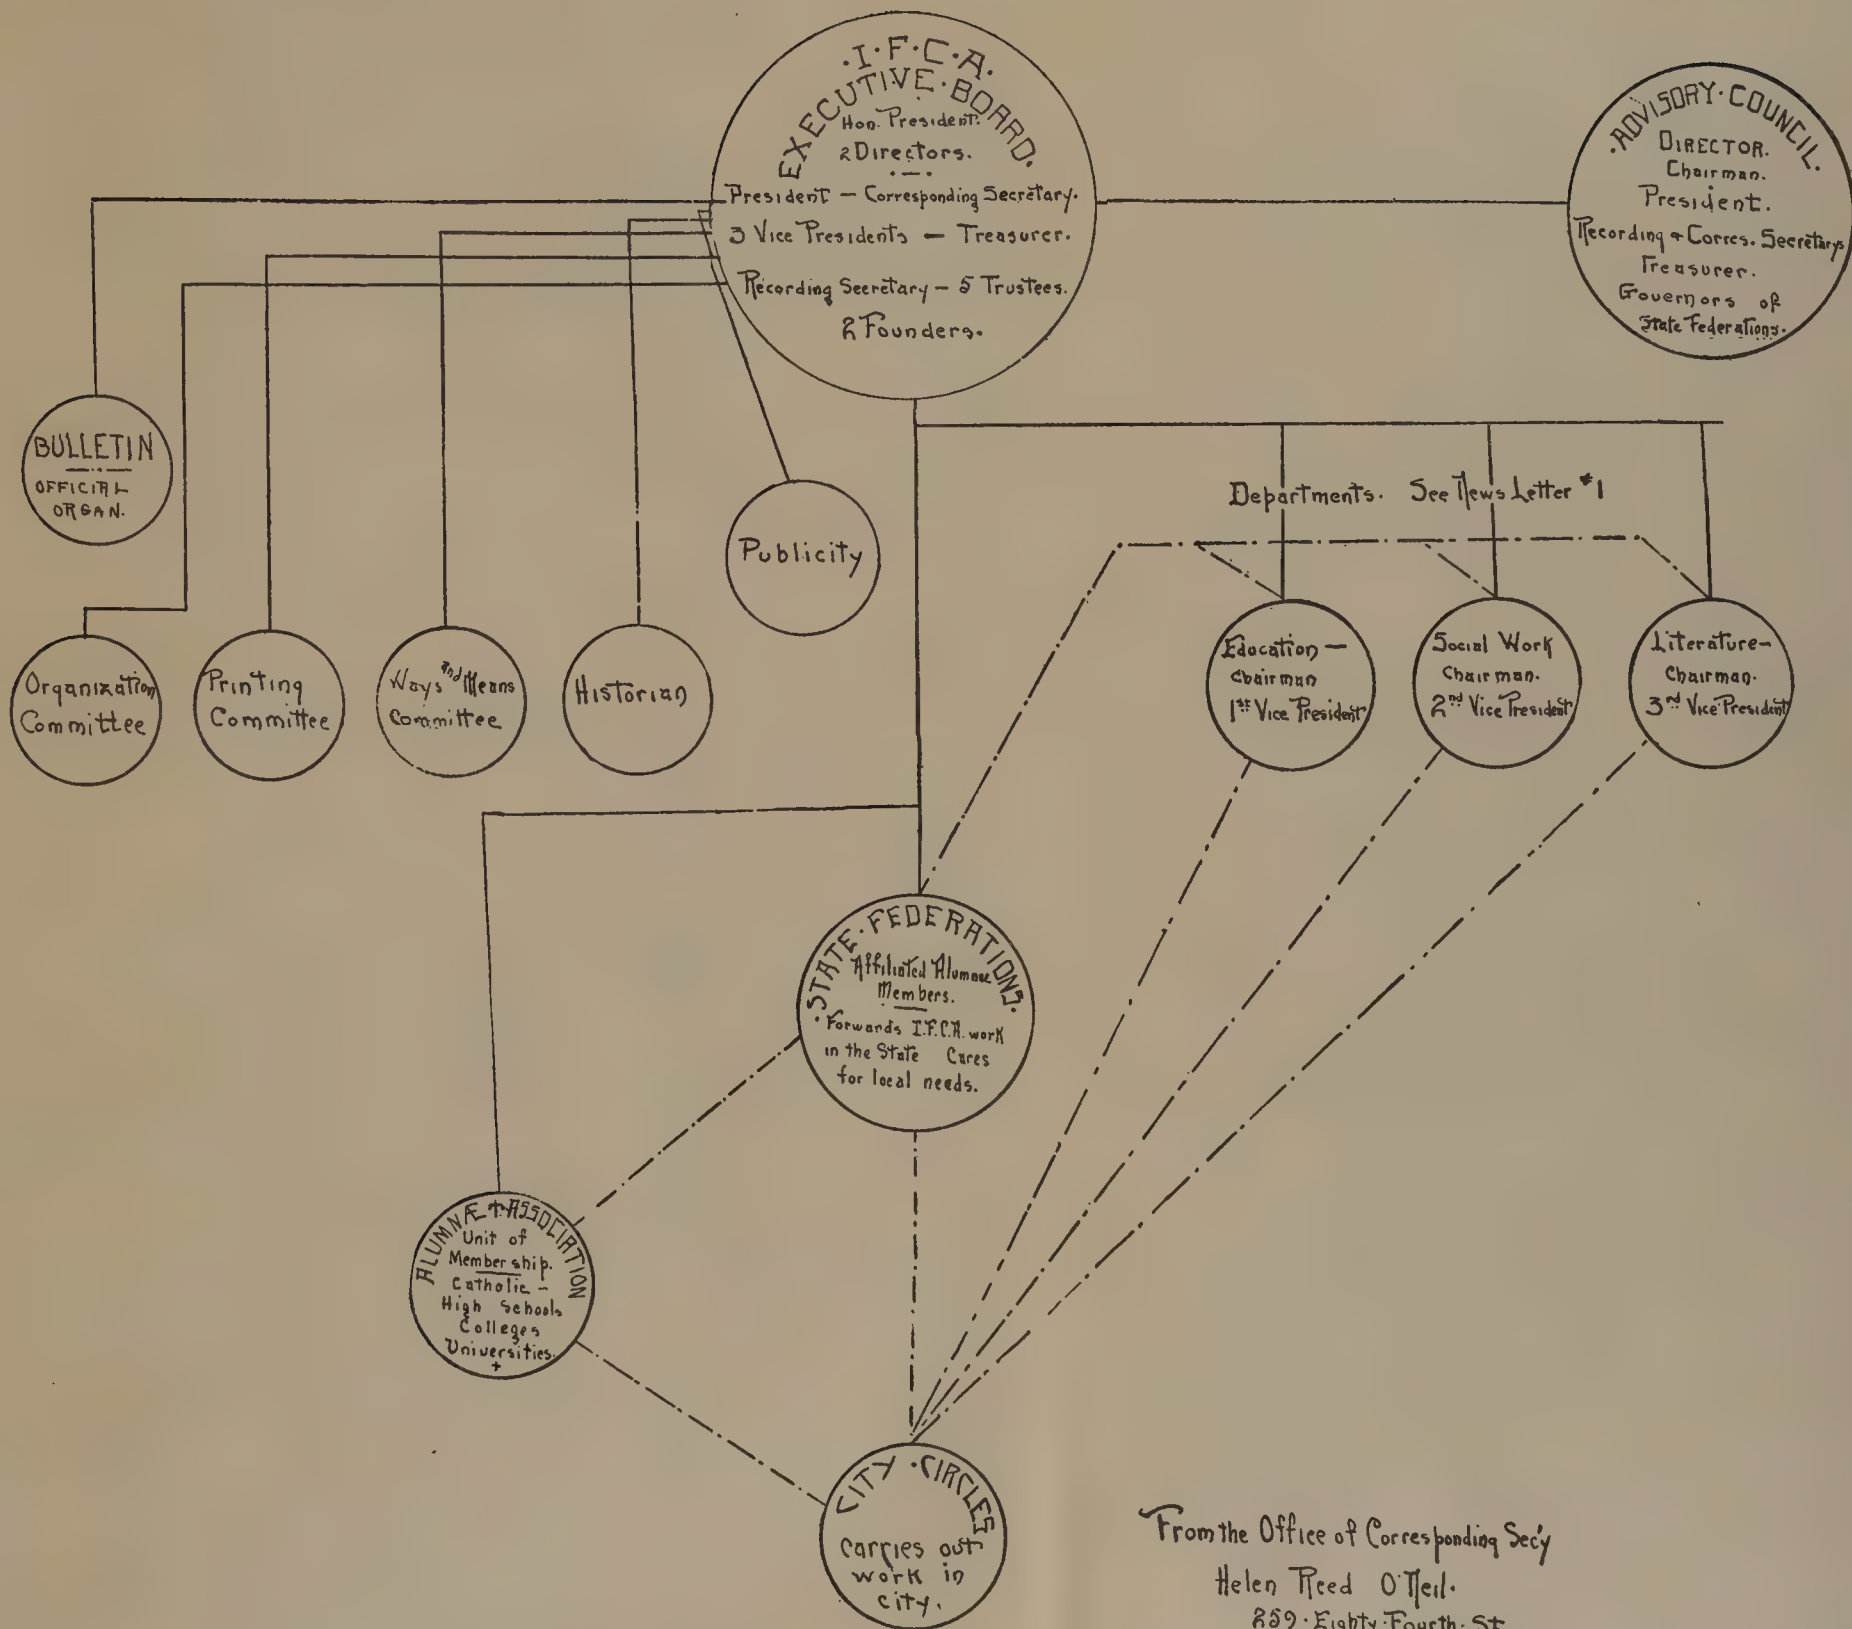 ·I·F·C·A·
EXECUTIVE·BOARD.
Hon. President.
2 Directors.
President — Corresponding Secretary.
3 Vice Presidents — Treasurer.
Recording Secretary — 5 Trustees.
2 Founders.
·ADVISORY·COUNCIL.
DIRECTOR.
Chairman.
President.
Recording & Corres. Secretarys
Treasurer.
Governors of
State Federations.
BULLETIN
OFFICIAL
ORGAN.
Publicity
Departments. See News Letter #1
Organization
Committee
Printing
Committee
Ways and Means
Committee
Historian
Education —
Chairman
1st Vice President
Social Work
Chairman.
2nd Vice President
Literature —
Chairman.
3rd Vice President
·STATE·FEDERATIONS.
Affiliated Alumnae
Members.
Forwards I.F.C.A. work
in the State Cares
for local needs.
ALUMNÆ + ASSOCIATION
Unit of
Membership.
Catholic —
High Schools
Colleges
Universities.
+
CITY·CIRCLES
Carries out
work in
city.
From the Office of Corresponding Sec'y
Helen Reed O'Neil.
259·Eighty·Fourth·St